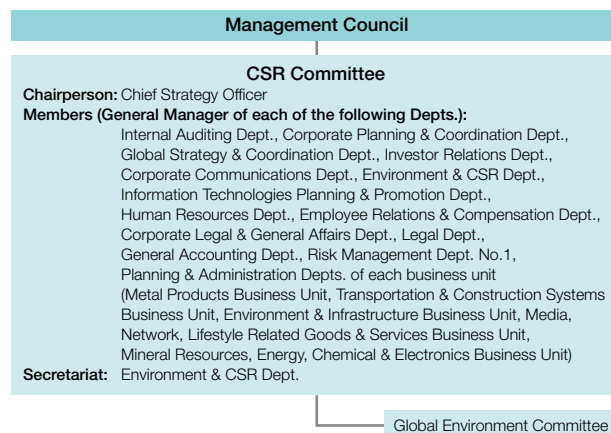 Management Council
CSR Committee
Chairperson: Chief Strategy Officer
Members (General Manager of each of the following Depts.):
Internal Auditing Dept., Corporate Planning & Coordination Dept.,
Global Strategy & Coordination Dept., Investor Relations Dept.,
Corporate Communications Dept., Environment & CSR Dept.,
Information Technologies Planning & Promotion Dept.,
Human Resources Dept., Employee Relations & Compensation Dept.,
Corporate Legal & General Affairs Dept., Legal Dept.,
General Accounting Dept., Risk Management Dept. No.1,
Planning & Administration Depts. of each business unit
(Metal Products Business Unit, Transportation & Construction Systems
Business Unit, Environment & Infrastructure Business Unit, Media,
Network, Lifestyle Related Goods & Services Business Unit,
Mineral Resources, Energy, Chemical & Electronics Business Unit)
Secretariat: Environment & CSR Dept.
Global Environment Committee